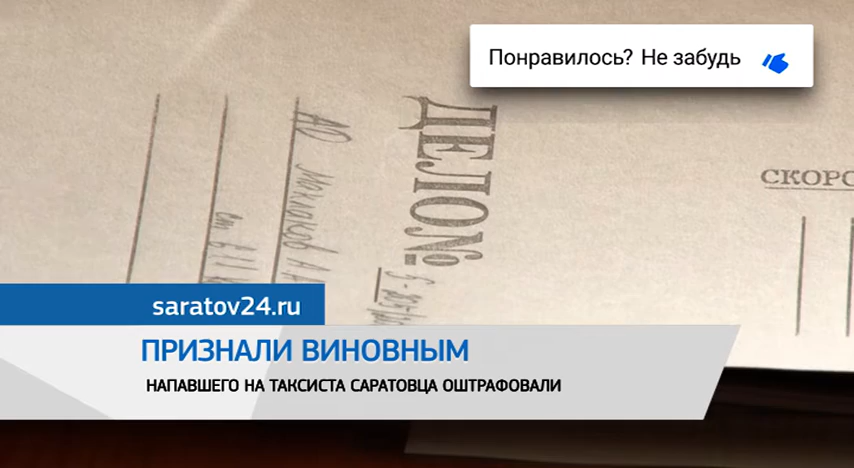 Понравилось? Не забудь
ДЕЛО №
СКОРО
saratov24.ru
ПРИЗНАЛИ ВИНОВНЫМ
НАПАВШЕГО НА ТАКСИСТА САРАТОВЦА ОШТРАФОВАЛИ